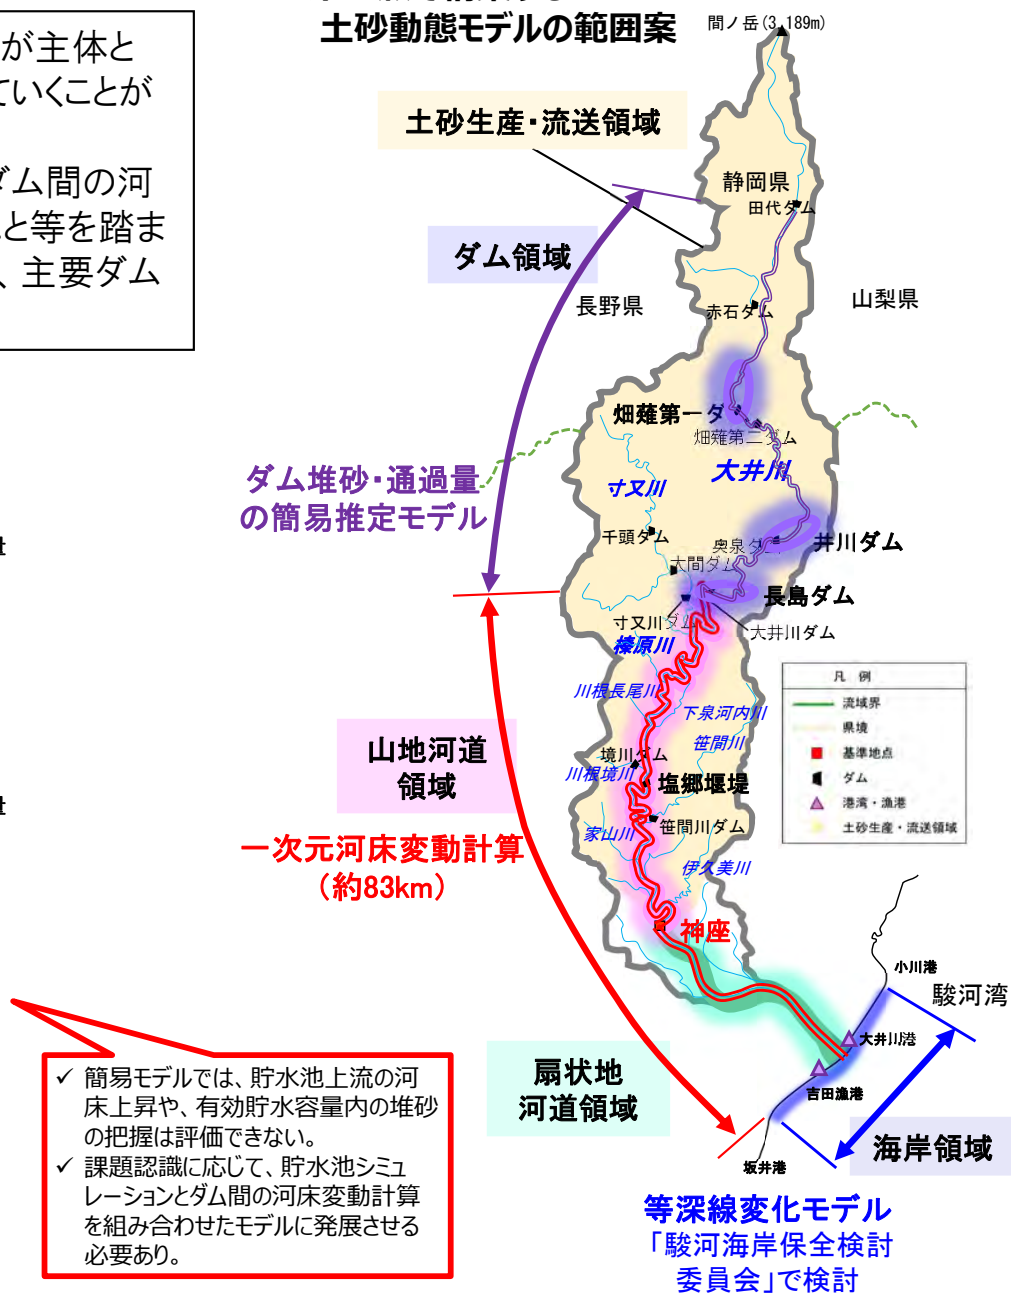 土砂動態モデルの範囲案
が主体と
ていくことが
ダム間の河
と等を踏ま
、主要ダム
間ノ岳(3,189m)
土砂生産・流送領域
静岡県
田代ダム
ダム領域
長野県
山梨県
赤石ダム
畑薙第一ダ
畑薙第二ダム
大井川
ダム堆砂・通過量
の簡易推定モデル
寸又川
千頭ダム
奥泉ダム
井川ダム
大間ダム
長島ダム
寸又川ダム
大井川ダム
榛原川
川根長尾川
下泉河内川
笹間川
山地河道
領域
境川ダム
川根境川
塩郷堰堤
笹間川ダム
家山川
伊久美川
一次元河床変動計算
（約83km）
神座
凡 例
流域界
県境
基準地点
ダム
港湾・漁港
土砂生産・流送領域
小川港
駿河湾
大井川港
吉田漁港
坂井港
扇状地
河道領域
海岸領域
等深線変化モデル
「駿河海岸保全検討
委員会」で検討
✓ 簡易モデルでは、貯水池上流の河
床上昇や、有効貯水容量内の堆砂
の把握は評価できない。
✓ 課題認識に応じて、貯水池シミュ
レーションとダム間の河床変動計算
を組み合わせたモデルに発展させる
必要あり。